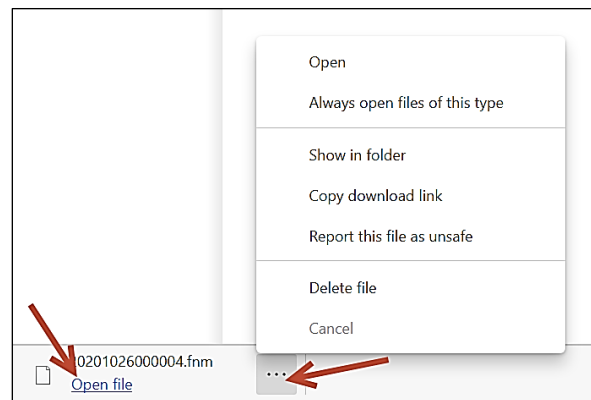 Open
Always open files of this type
Show in folder
Copy download link
Report this file as unsafe
Delete file
Cancel
20201026000004.fnm
Open file
...